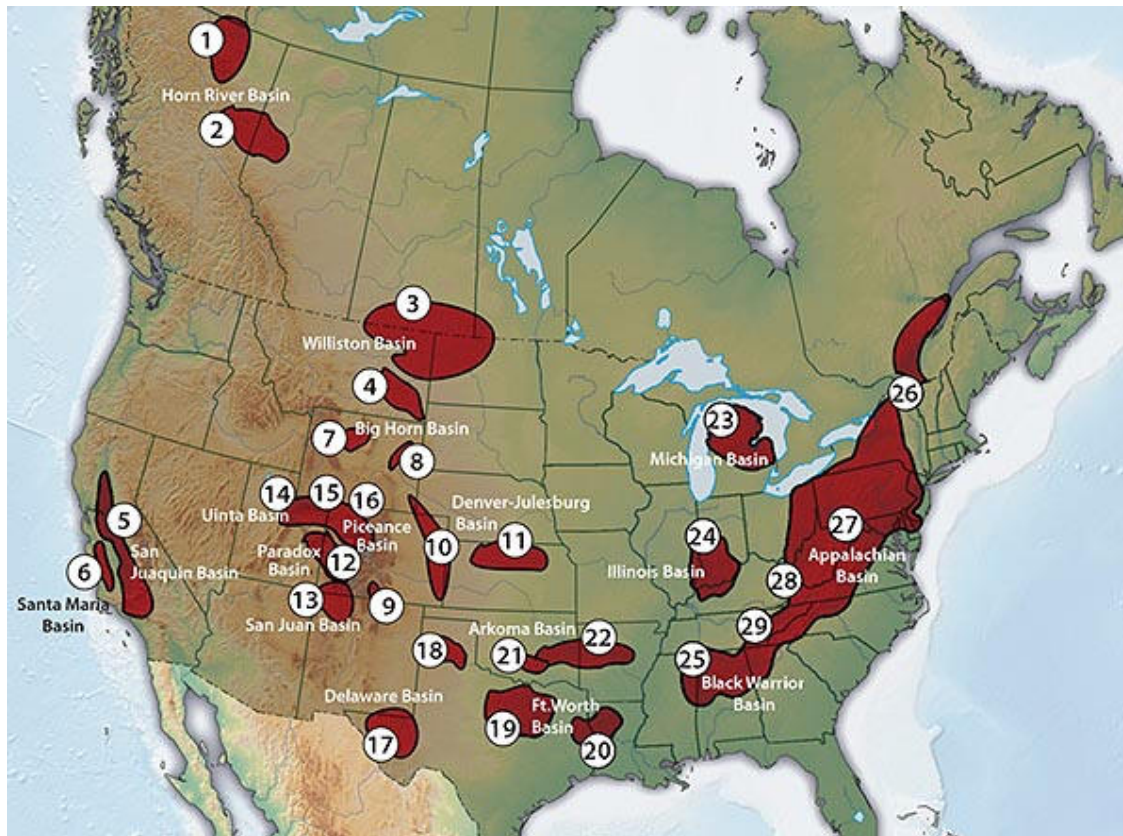 1
Horn River Basin
2
3
Williston Basin
4
26
23
7
Big Horn Basin
8
Michigan Basin
14
15
16
Denver-Julesburg
Basin
Uinta Basin
Piceance
Basin
5
10
11
24
27
Appalachian
Basin
San
Juaquin Basin
Paradox
Basin
12
Illinois Basin
28
6
Santa Maria
Basin
13
San Juan Basin
9
29
Arkoma Basin
22
18
21
25
Black Warrior
Basin
Delaware Basin
Ft.Worth
Basin
19
17
20